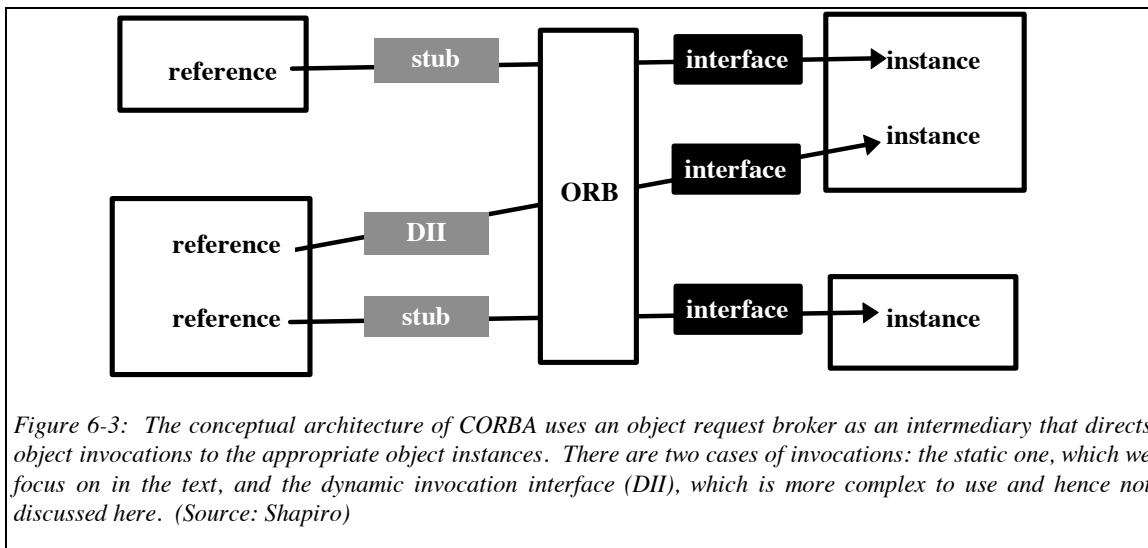 reference stub interface instance
interface instance
ORB
reference DII
reference stub interface instance
Figure 6-3: The conceptual architecture of CORBA uses an object request broker as an intermediary that directs
object invocations to the appropriate object instances. There are two cases of invocations: the static one, which we
focus on in the text, and the dynamic invocation interface (DII), which is more complex to use and hence not
discussed here. (Source: Shapiro)